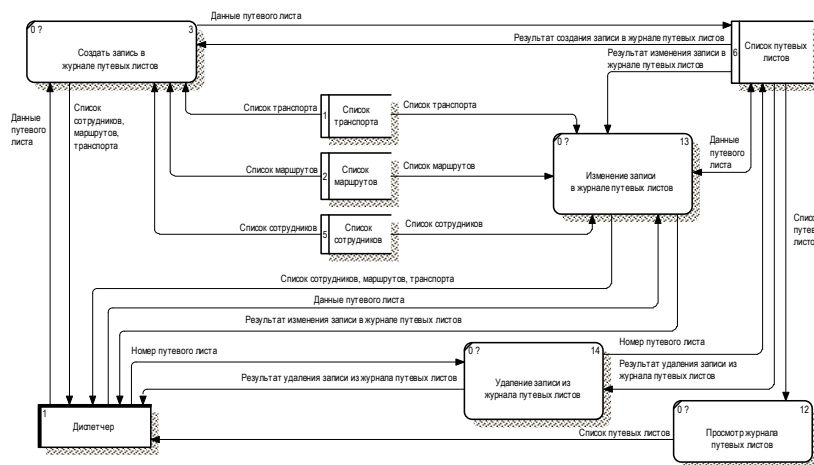 Данные путевого листа
0 ?
3
Создать запись в
журнале путевых листов
Результат создания записи в журнале путевых листов
Результат изменения записи в
журнале путевых листов
6
Список путевых
листов
Данные
путевого
листа
Список
сотрудников,
маршрутов,
транспорта
Список транспорта
1
Список
транспорта
Список транспорта
Список маршрутов
2
Список
маршрутов
Список маршрутов
Список сотрудников
5
Список
сотрудников
Список сотрудников
0 ?
13
Изменение записи
в журнале путевых листов
Данные
путевого
листа
Список сотрудников, маршрутов, транспорта
Данные путевого листа
Результат изменения записи в журнале путевых листов
Номер путевого листа
Результат удаления записи из журнала путевых листов
0 ?
14
Удаление записи из
журнала путевых листов
Номер путевого листа
Результат удаления записи из
журнала путевых листов
1
Диспетчер
Список путевых листов
0 ?
12
Просмотр журнала
путевых листов